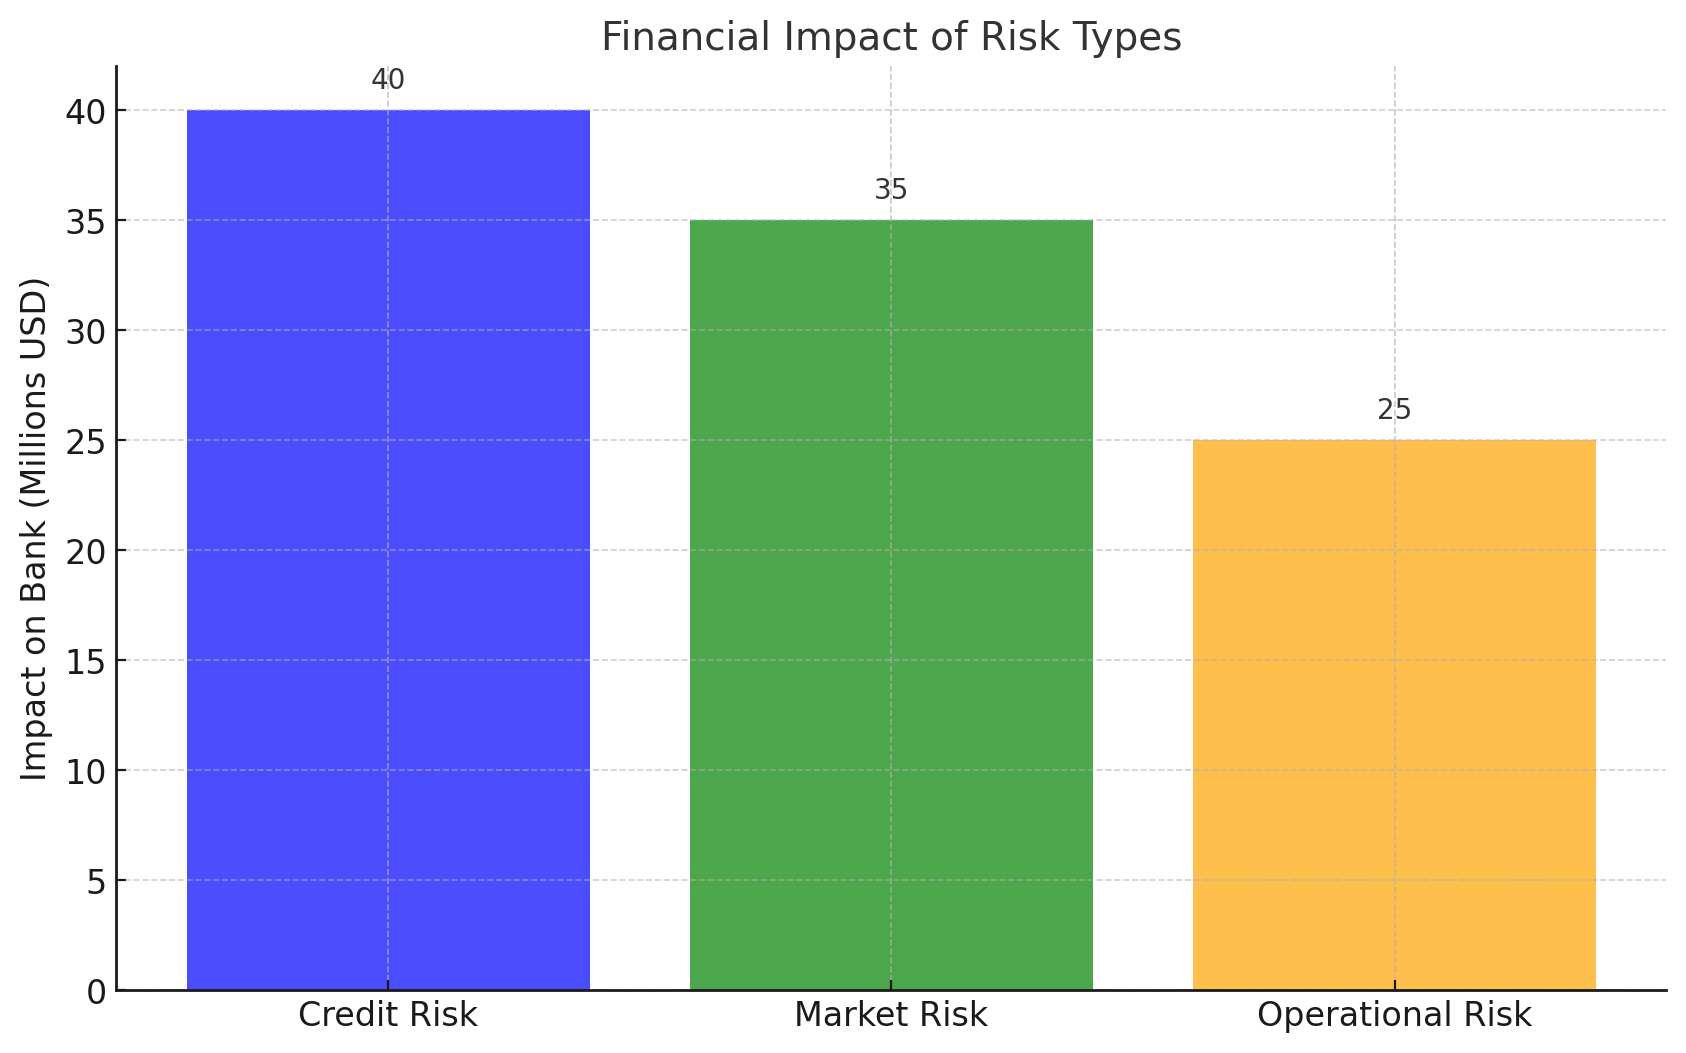 Financial Impact of Risk Types
Impact on Bank (Millions USD)
40
35
30
25
20
15
10
5
0
40
35
25
Credit Risk
Market Risk
Operational Risk